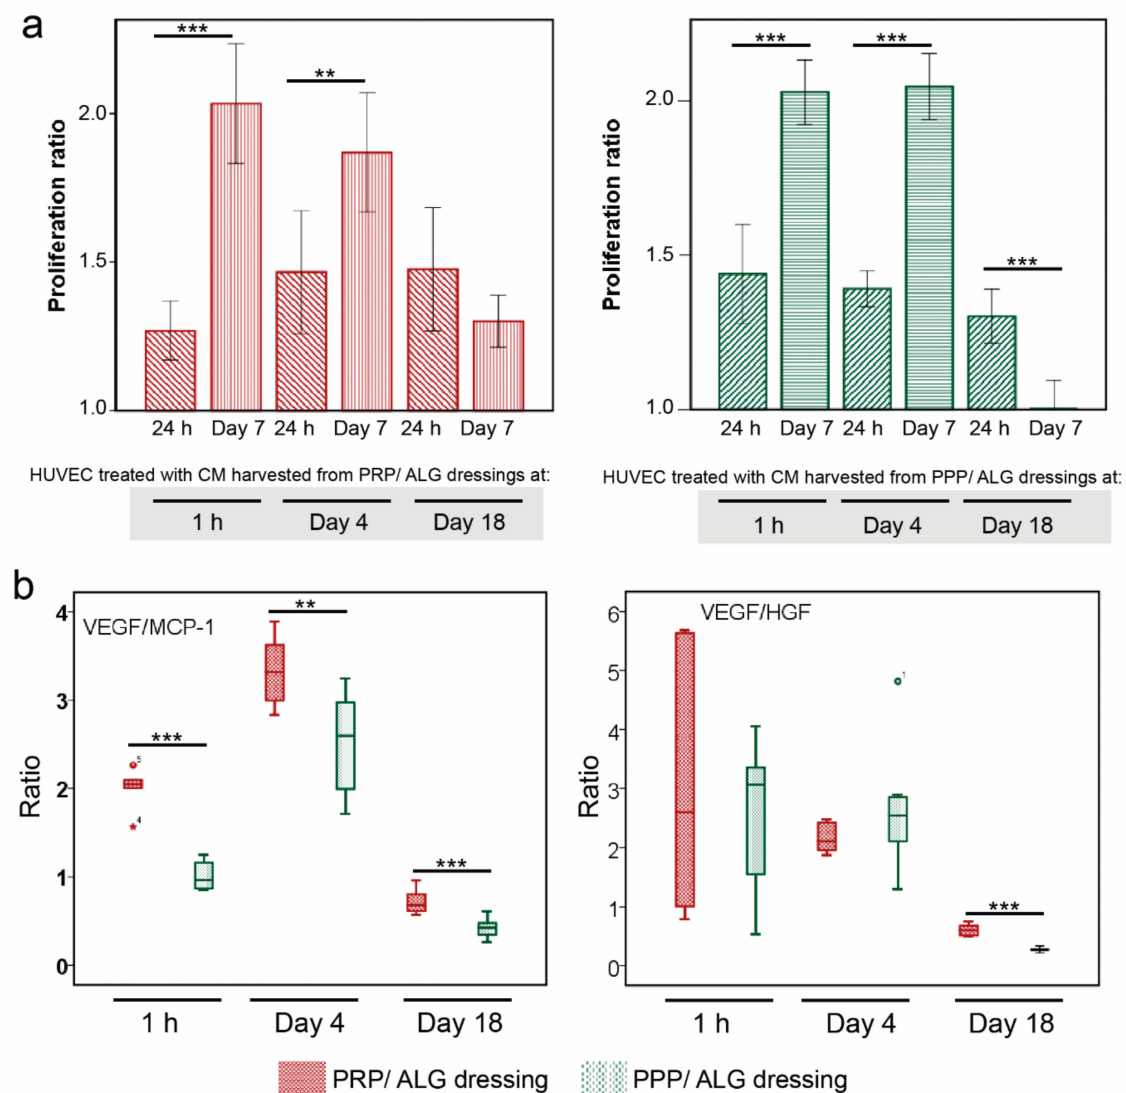 a
*** **
*** *** ***
Proliferation ratio
2.0
1.5
1.0
24 h Day 7 24 h Day 7 24 h Day 7
HUVEC treated with CM harvested from PRP/ ALG dressings at:
1 h Day 4 Day 18
Proliferation ratio
2.0
1.5
1.0
24 h Day 7 24 h Day 7 24 h Day 7
HUVEC treated with CM harvested from PPP/ ALG dressings at:
1 h Day 4 Day 18
b
VEGF/MCP-1
Ratio
4
3
2
1
0
*** ** ***
5
4
1 h Day 4 Day 18
VEGF/HGF
Ratio
6
5
4
3
2
1
0
1
***
1 h Day 4 Day 18
PRP/ ALG dressing PPP/ ALG dressing